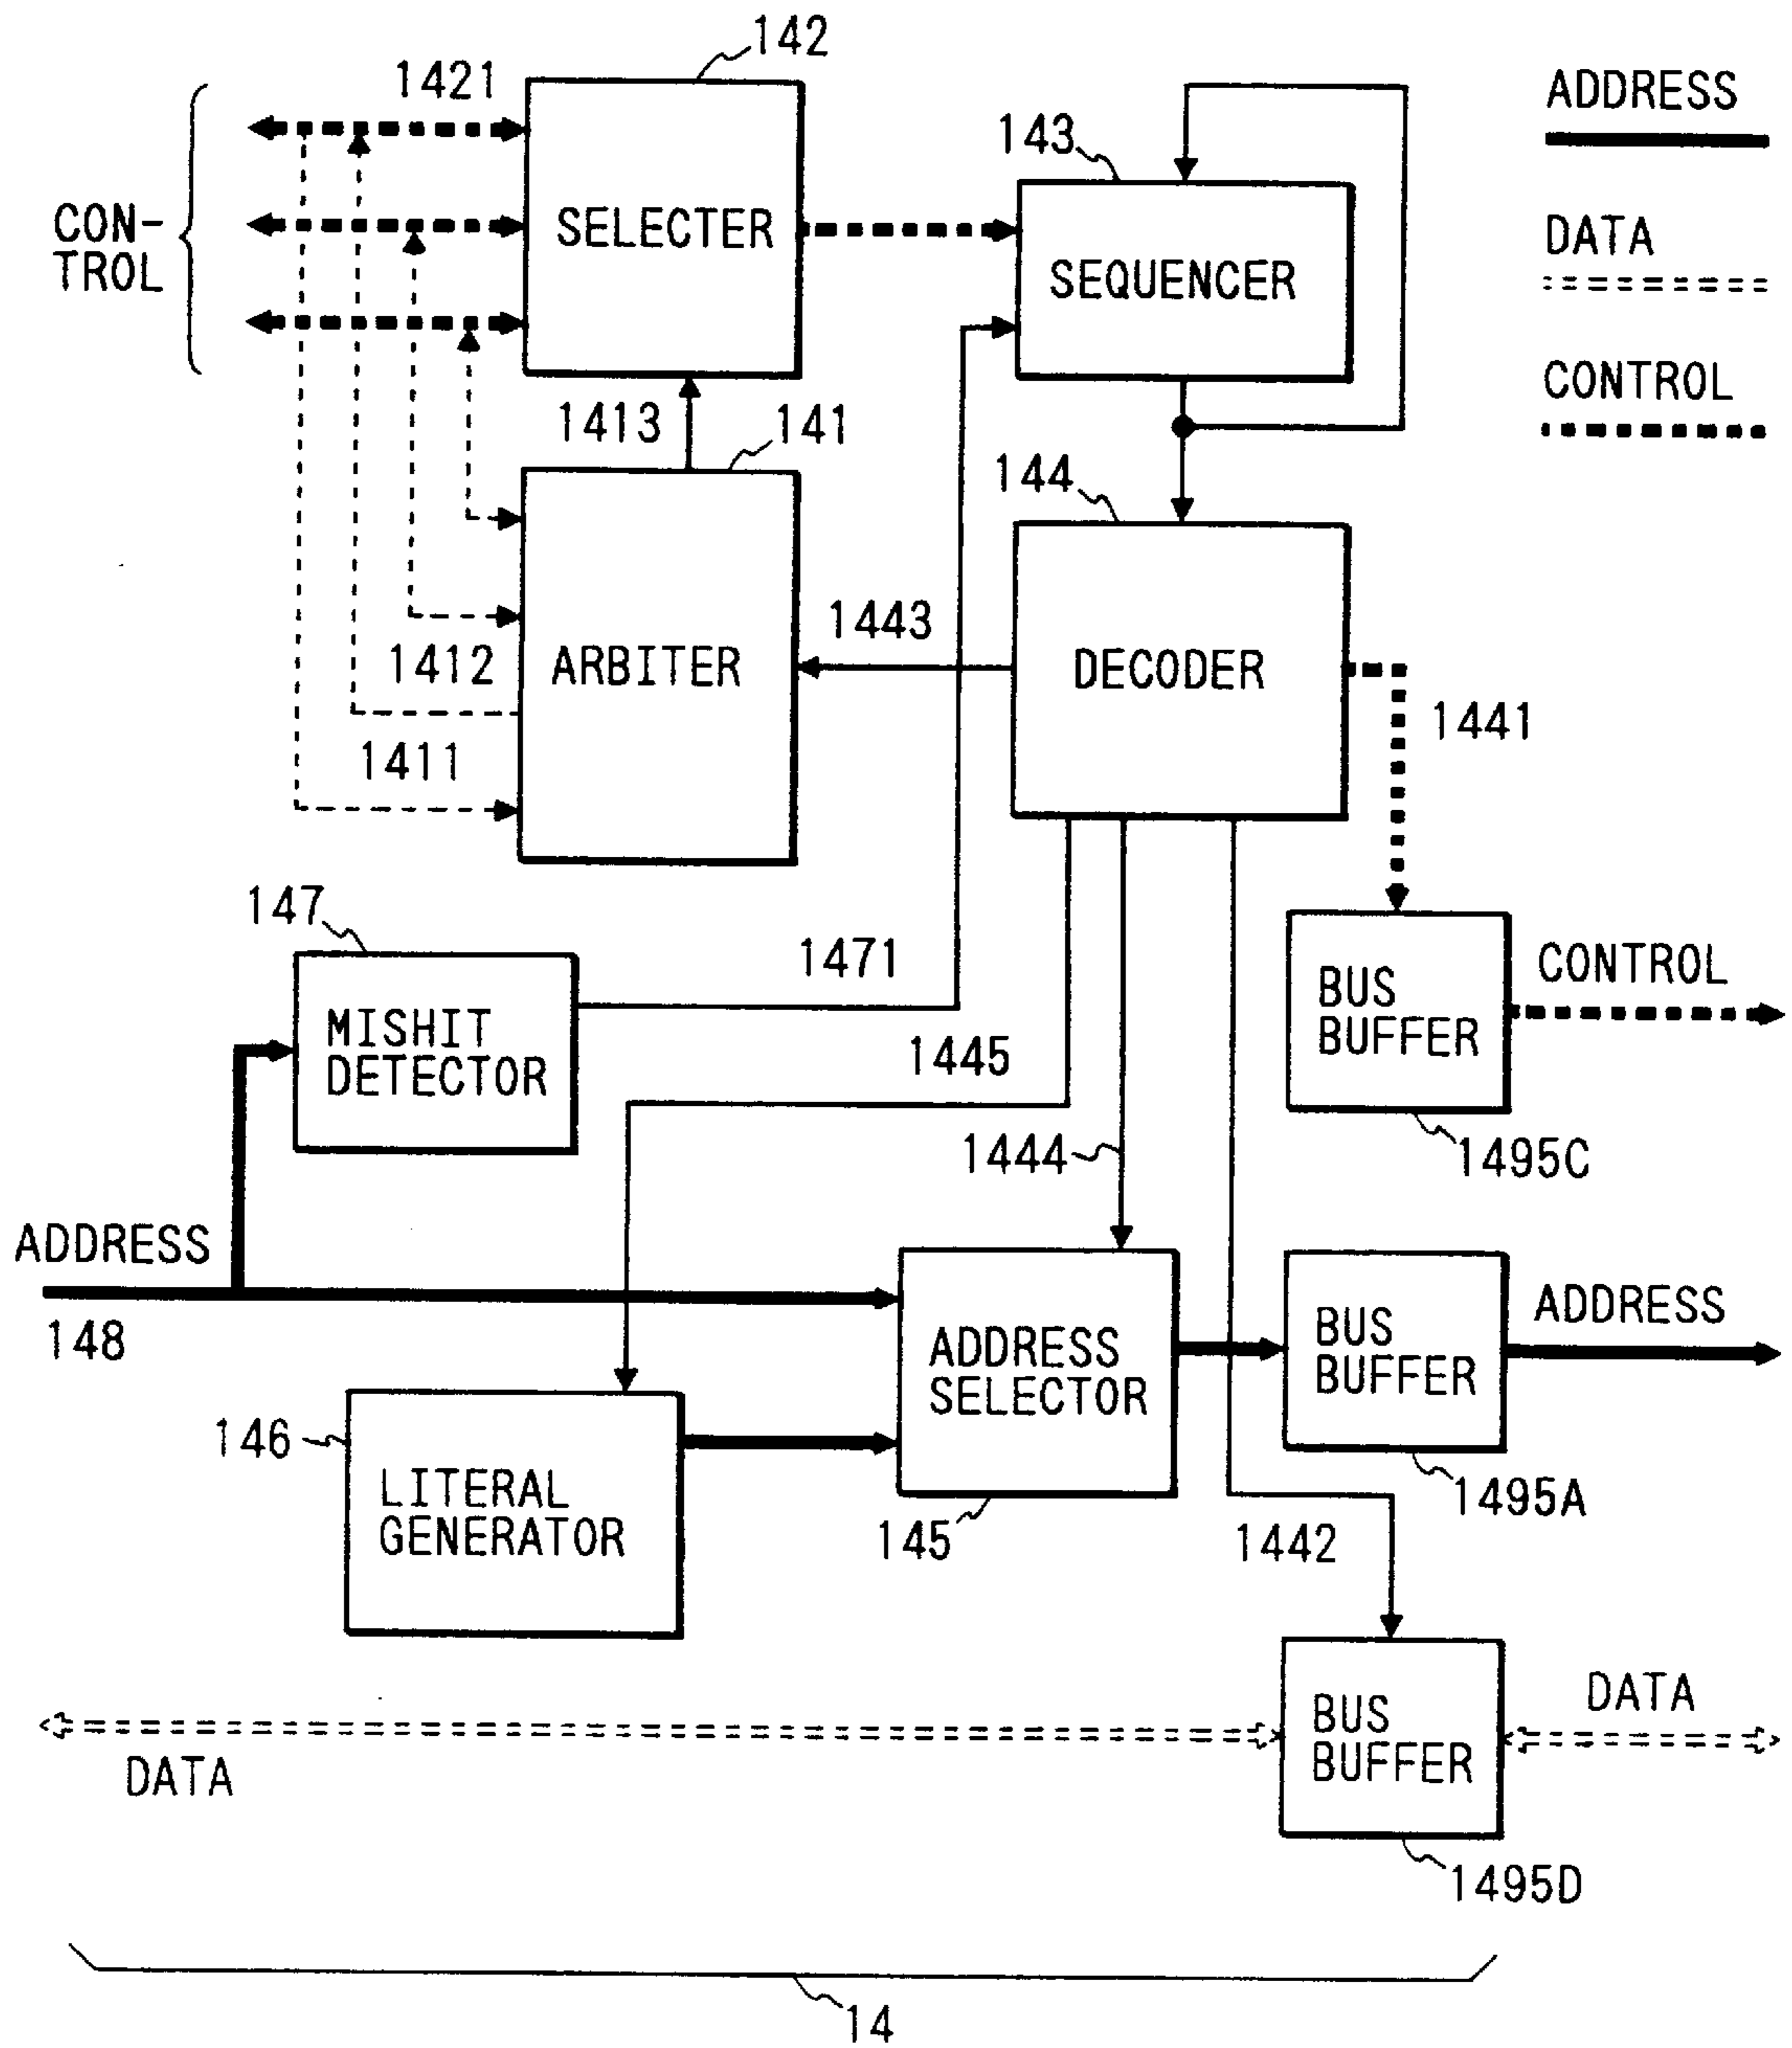 142
1421
ADDRESS
143
CON-
TROL
SELECTER
DATA
SEQUENCER
CONTROL
1413
141
144
1443
1412
ARBITER
DECODER
1441
1411
147
1471
CONTROL
BUS
BUFFER
MISHIT
DETECTOR
1445
1444
1495C
ADDRESS
148
ADDRESS
BUS
BUFFER
ADDRESS
SELECTOR
146
LITERAL
GENERATOR
1495A
145
1442
DATA
BUS
BUFFER
DATA
1495D
14